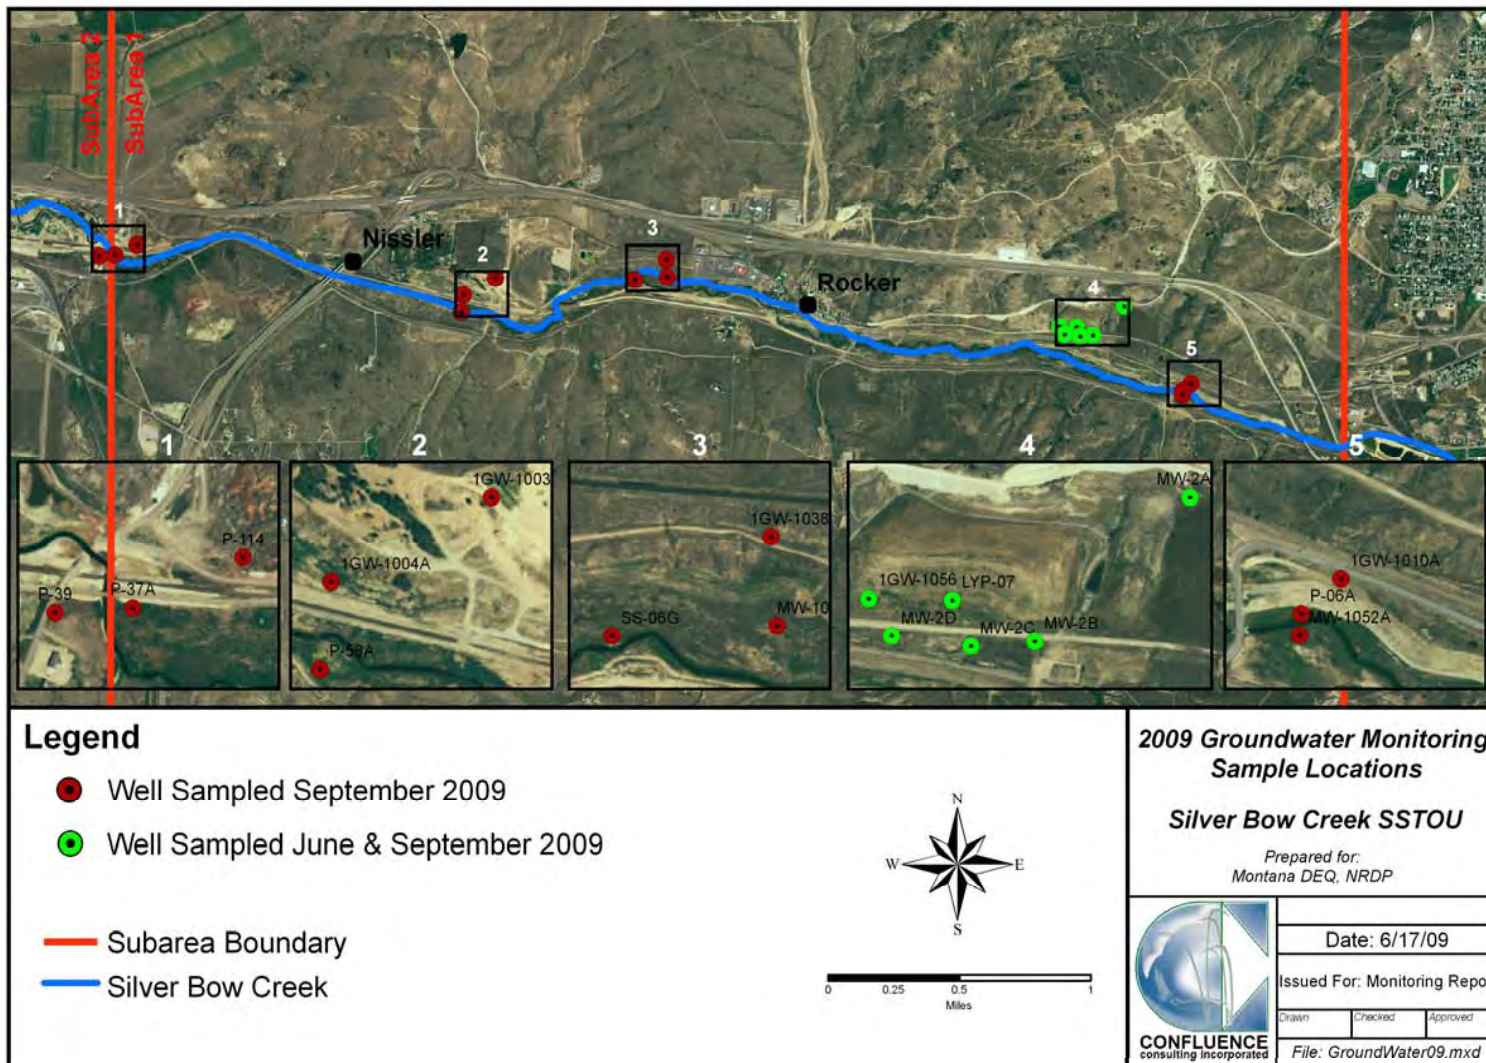 SubArea 2
SubArea 1
1
Nissler
2
3
Rocker
4
5
1
2
3
4
5
P-114
P-39
P-37A
1GW-1003
1GW-1004A
P-58A
1GW-1038
SS-06G
MW-10
MW-2A
1GW-1056
LYP-07
MW-2D
MW-2C
MW-2B
1GW-1010A
P-06A
MW-1052A
Legend
Well Sampled September 2009
Well Sampled June & September 2009
Subarea Boundary
Silver Bow Creek
N
W
E
S
0 0.25 0.5 1
Miles
2009 Groundwater Monitoring
Sample Locations
Silver Bow Creek SSTOU
Prepared for:
Montana DEQ, NRDP
CONFLUENCE
consulting incorporated
Date: 6/17/09
Issued For: Monitoring Repo
Drawn Checked Approved
File: GroundWater09.mxd